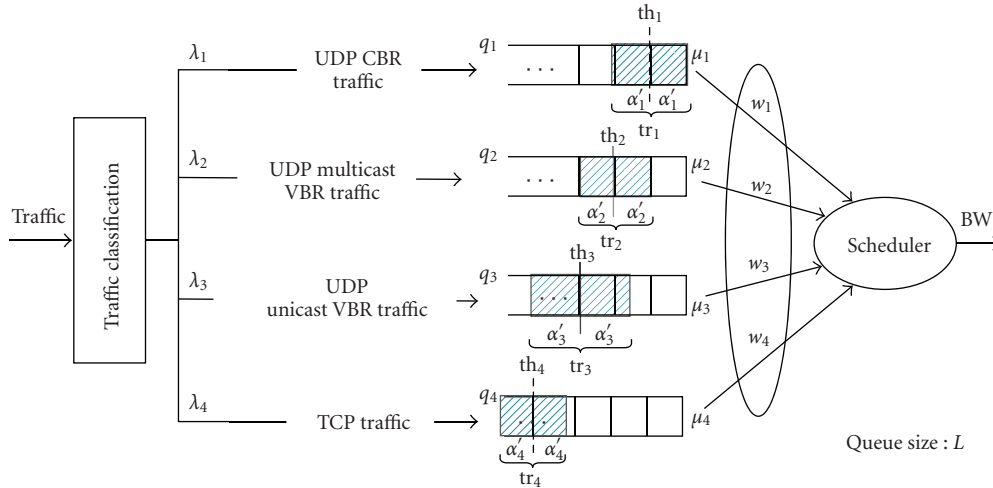 Traffic
Traffic classification
λ1
UDP CBR
traffic
q1
th1
. . .
α′1 α′1
tr1
μ1
w1
λ2
UDP multicast
VBR traffic
q2
th2
. . .
α′2 α′2
tr2
μ2
w2
λ3
UDP
unicast VBR traffic
q3
th3
. . .
α′3 α′3
tr3
μ3
w3
λ4
TCP traffic
q4
th4
. . .
α′4 α′4
tr4
μ4
w4
Scheduler
BW
Queue size : L